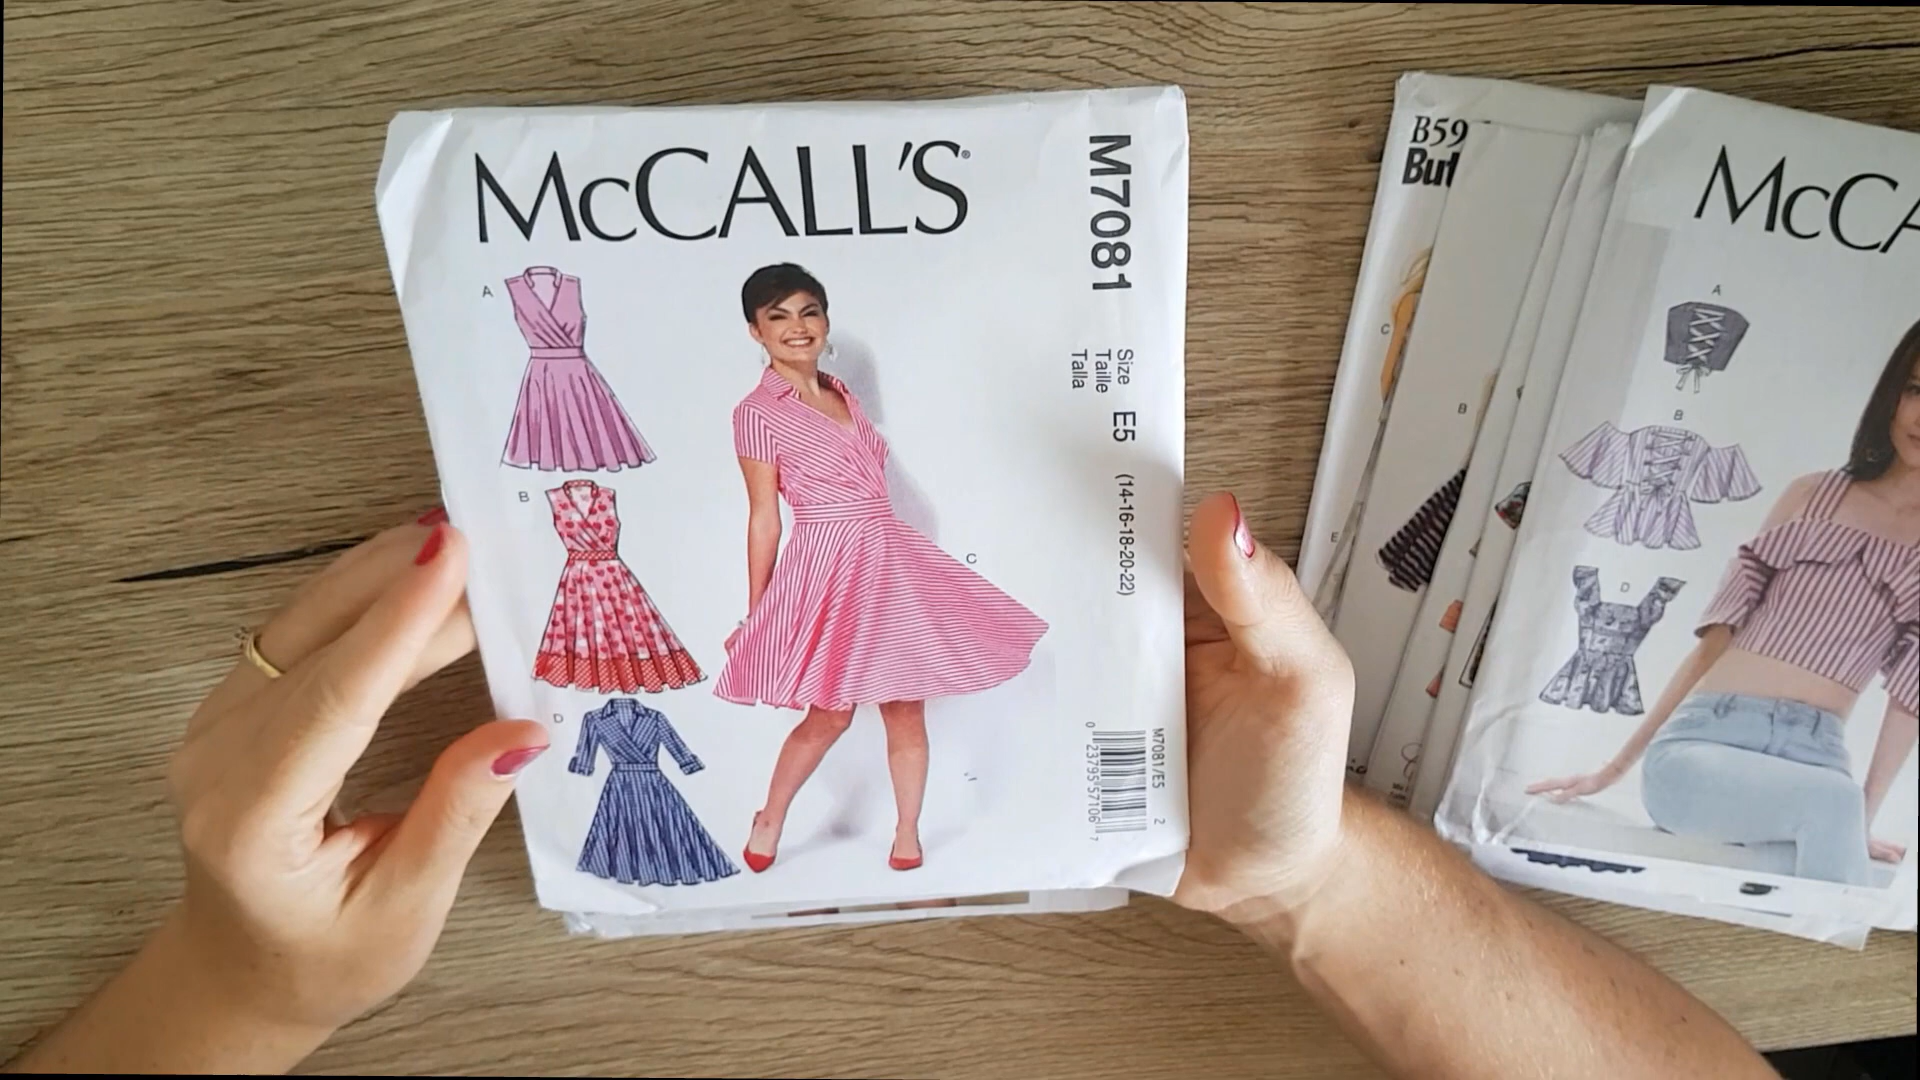 McCALL'S®
M7081
Size
Taille
Talla
E5
(14-16-18-20-22)
A
B
C
D
M7081/E5
2
0 23795 57106 7
B59
But
C
E
B
McCA
A
B
D